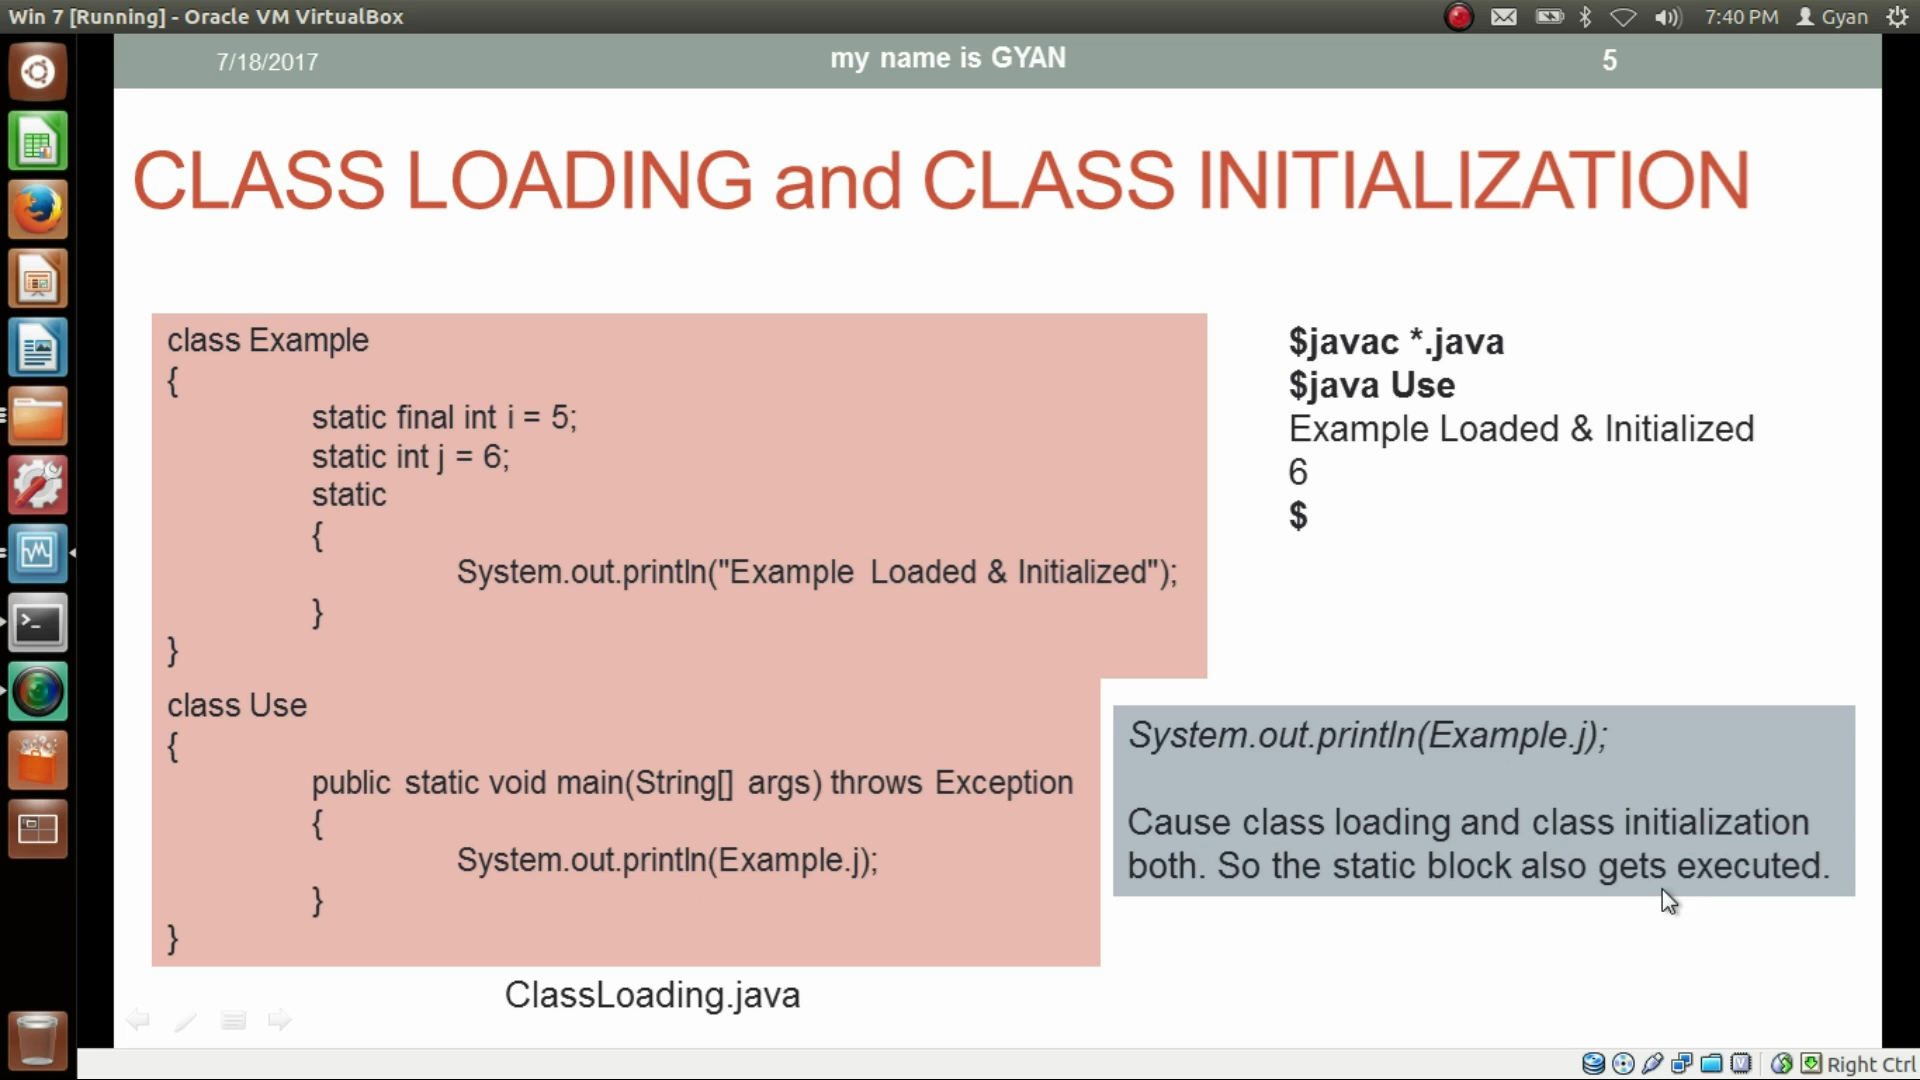 Win 7 [Running] - Oracle VM VirtualBox
7:40 PM
Gyan
7/18/2017
my name is GYAN
5
CLASS LOADING and CLASS INITIALIZATION
class Example
{
static final int i = 5;
static int j = 6;
static
{
System.out.println("Example Loaded & Initialized");
}
}
class Use
{
public static void main(String[] args) throws Exception
{
System.out.println(Example.j);
}
}
ClassLoading.java
$javac *.java
$java Use
Example Loaded & Initialized
6
$
System.out.println(Example.j);
Cause class loading and class initialization
both. So the static block also gets executed.
Right Ctrl